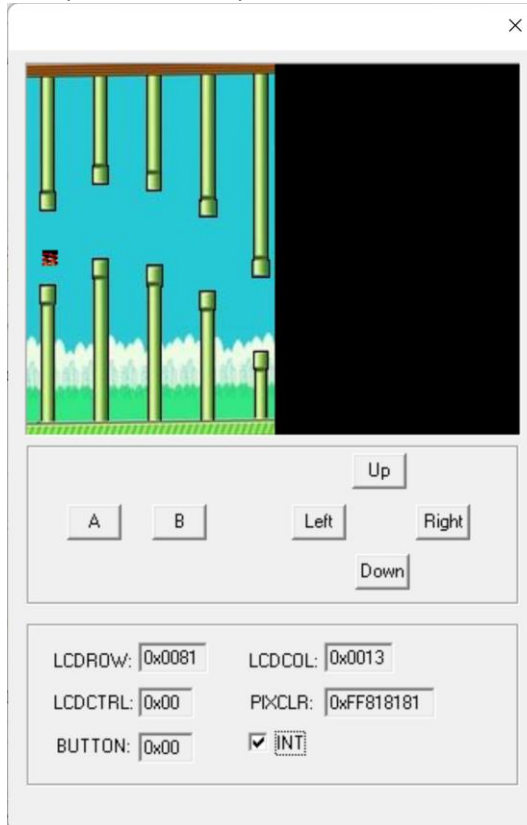 Up
A B Left Right
Down
LCDROW: 0x0081 LCDCOL: 0x0013
LCDCTRL: 0x00 PIXCLR: 0xFF818181
BUTTON: 0x00 INT